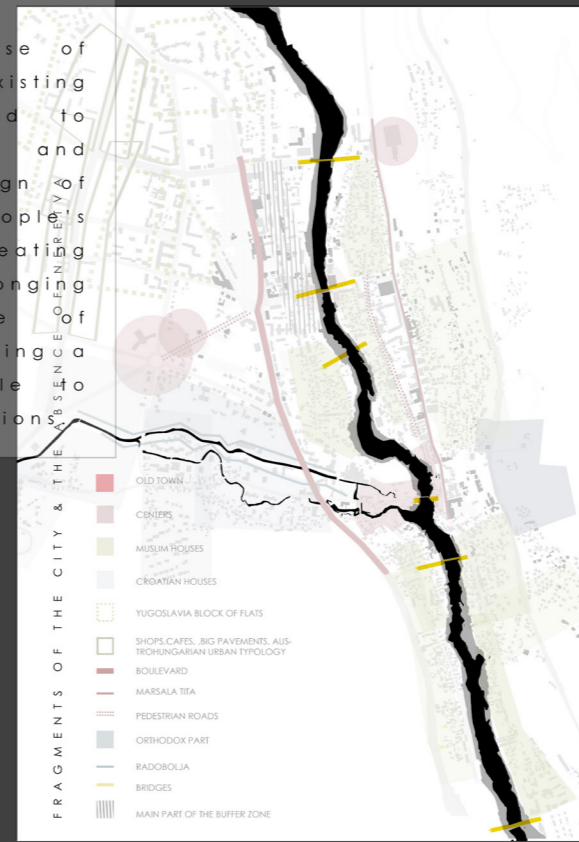 se of
xisting
d to
and
gn of
ople's
eating
onging
e of
ing a
le to
ions
FRAGMENTS OF THE CITY & THE ABSENCE OF NERETVA
OLD TOWN
CENTERS
MUSLIM HOUSES
CROATIAN HOUSES
YUGOSLAVIA BLOCK OF FLATS
SHOPS,CAFES, ,BIG PAVEMENTS, AUS-
TROHUNGARIAN URBAN TYPOLOGY
BOULEVARD
MARSALA TITA
PEDESTRIAN ROADS
ORTHODOX PART
RADOBOLJA
BRIDGES
MAIN PART OF THE BUFFER ZONE